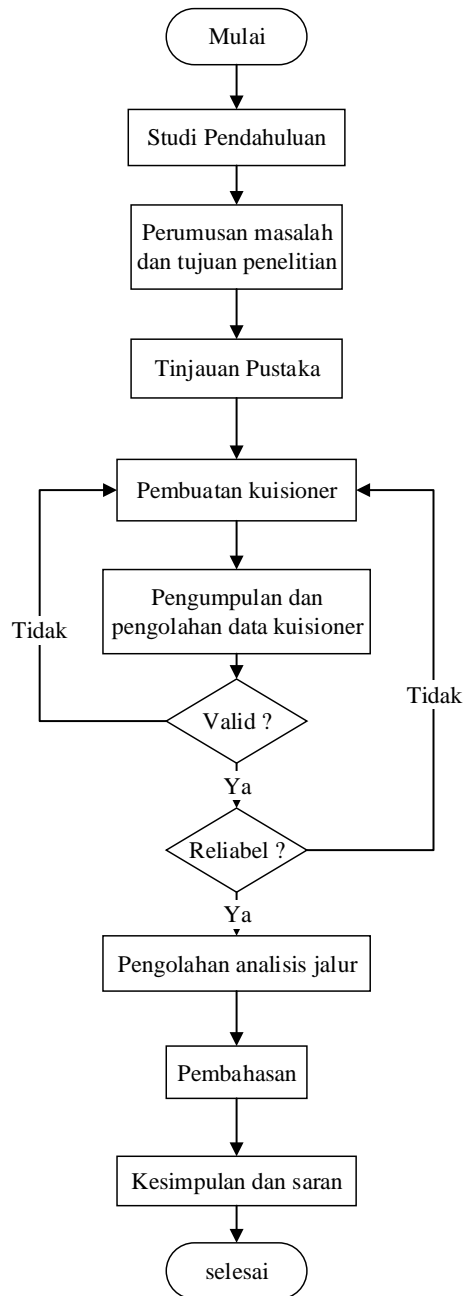 Mulai
Studi Pendahuluan
Perumusan masalah
dan tujuan penelitian
Tinjauan Pustaka
Pembuatan kuisioner
Pengumpulan dan
pengolahan data kuisioner
Tidak
Tidak
Valid ?
Ya
Reliabel ?
Ya
Pengolahan analisis jalur
Pembahasan
Kesimpulan dan saran
selesai